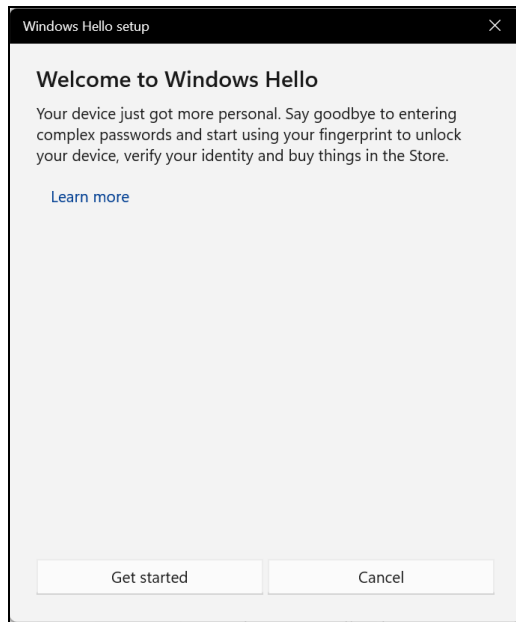 Windows Hello setup
Welcome to Windows Hello
Your device just got more personal. Say goodbye to entering
complex passwords and start using your fingerprint to unlock
your device, verify your identity and buy things in the Store.
Learn more
Get started
Cancel